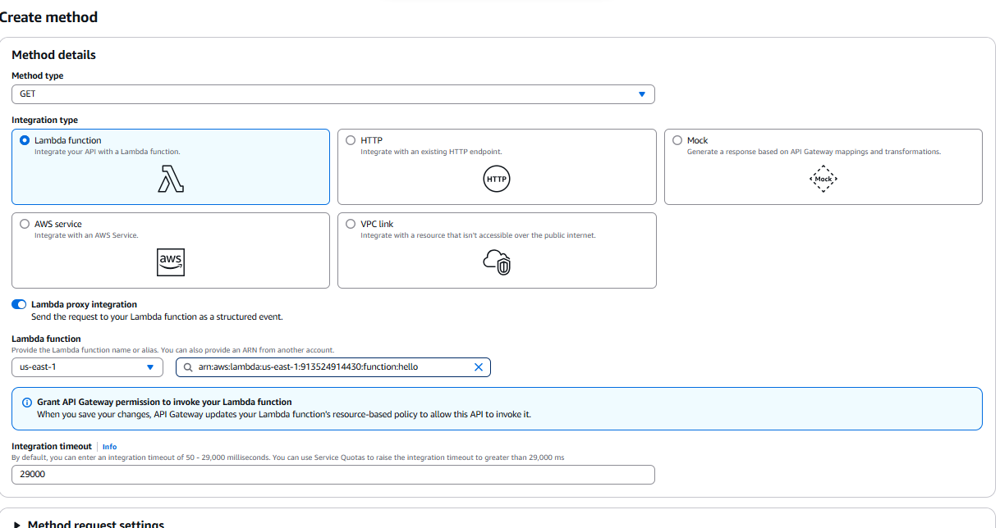 Create method
Method details
Method type
GET
Integration type
Lambda function
Integrate your API with a Lambda function.
HTTP
Integrate with an existing HTTP endpoint.
HTTP
Mock
Generate a response based on API Gateway mappings and transformations.
Mock
AWS service
Integrate with an AWS Service.
aws
VPC link
Integrate with a resource that isn't accessible over the public internet.
Lambda proxy integration
Send the request to your Lambda function as a structured event.
Lambda function
Provide the Lambda function name or alias. You can also provide an ARN from another account.
us-east-1
arn:aws:lambda:us-east-1:913524914430:function:hello
Grant API Gateway permission to invoke your Lambda function
When you save your changes, API Gateway updates your Lambda function's resource-based policy to allow this API to invoke it.
Integration timeout Info
By default, you can enter an integration timeout of 50 - 29,000 milliseconds. You can use Service Quotas to raise the integration timeout to greater than 29,000 ms
29000
Method request settings